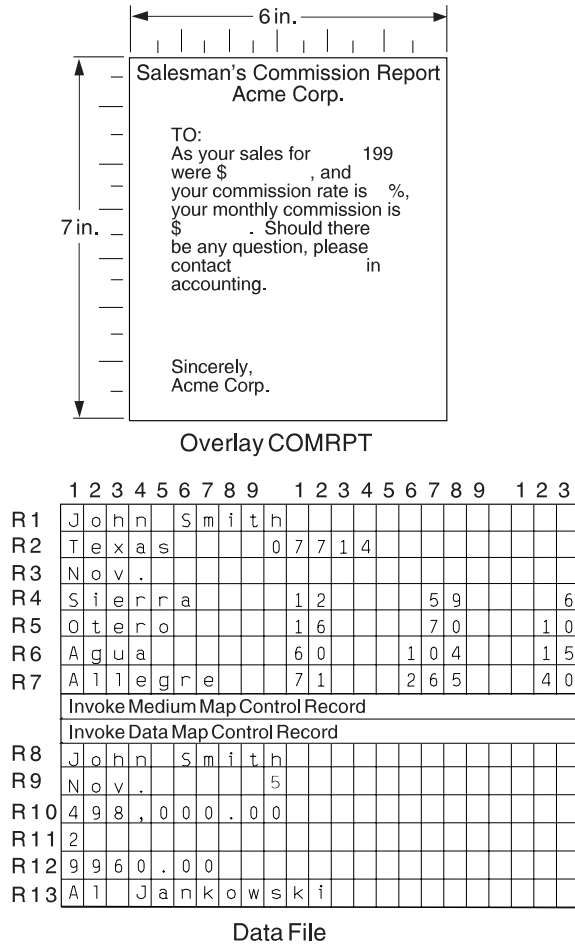 6 in.
Salesman's Commission Report
Acme Corp.
TO:
As your sales for 199
were $ , and
your commission rate is %,
your monthly commission is
$ . Should there
be any question, please
contact in
accounting.
7 in.
Sincerely,
Acme Corp.
Overlay COMRPT
1 2 3 4 5 6 7 8 9 1 2 3 4 5 6 7 8 9 1 2 3
R1 John Smith
R2 Texas 07714
R3 Nov.
R4 Sierra 12 59 6
R5 Otero 16 70 10
R6 Agua 60 104 15
R7 Allegre 71 265 40
Invoke Medium Map Control Record
Invoke Data Map Control Record
R8 John Smith
R9 Nov. 5
R10 498,000.00
R11 2
R12 9960.00
R13 Al Jankowski
Data File